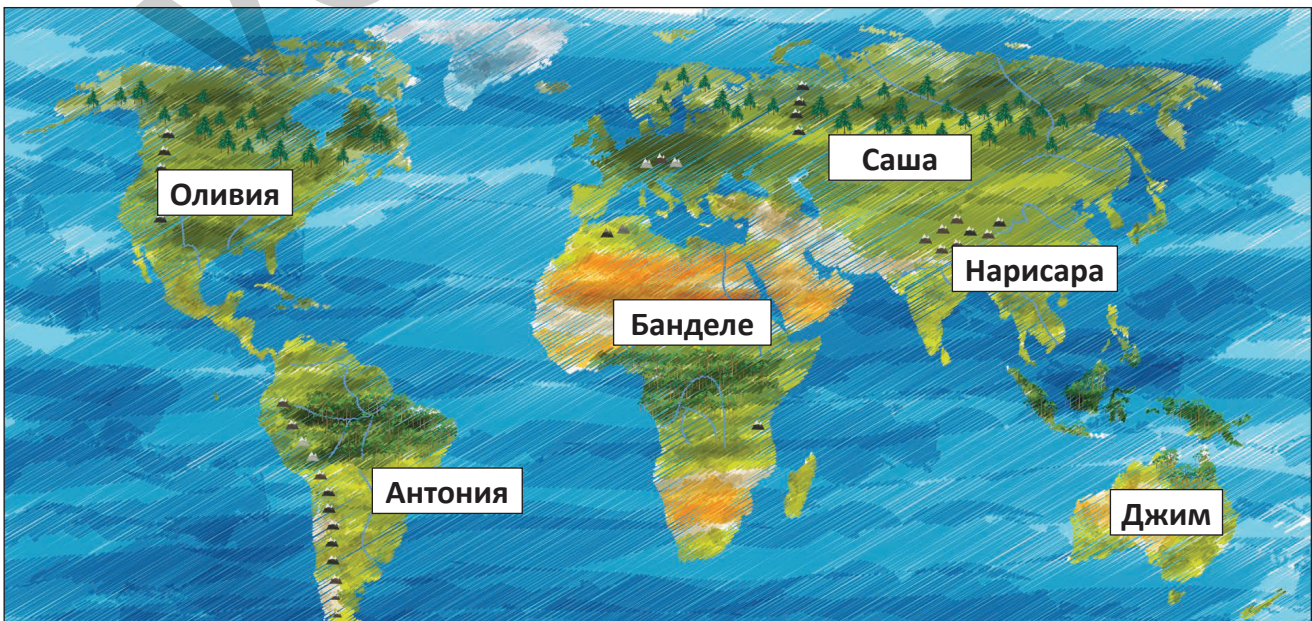 Саша
Оливия
Нарисара
Банделе
Антония
Джим